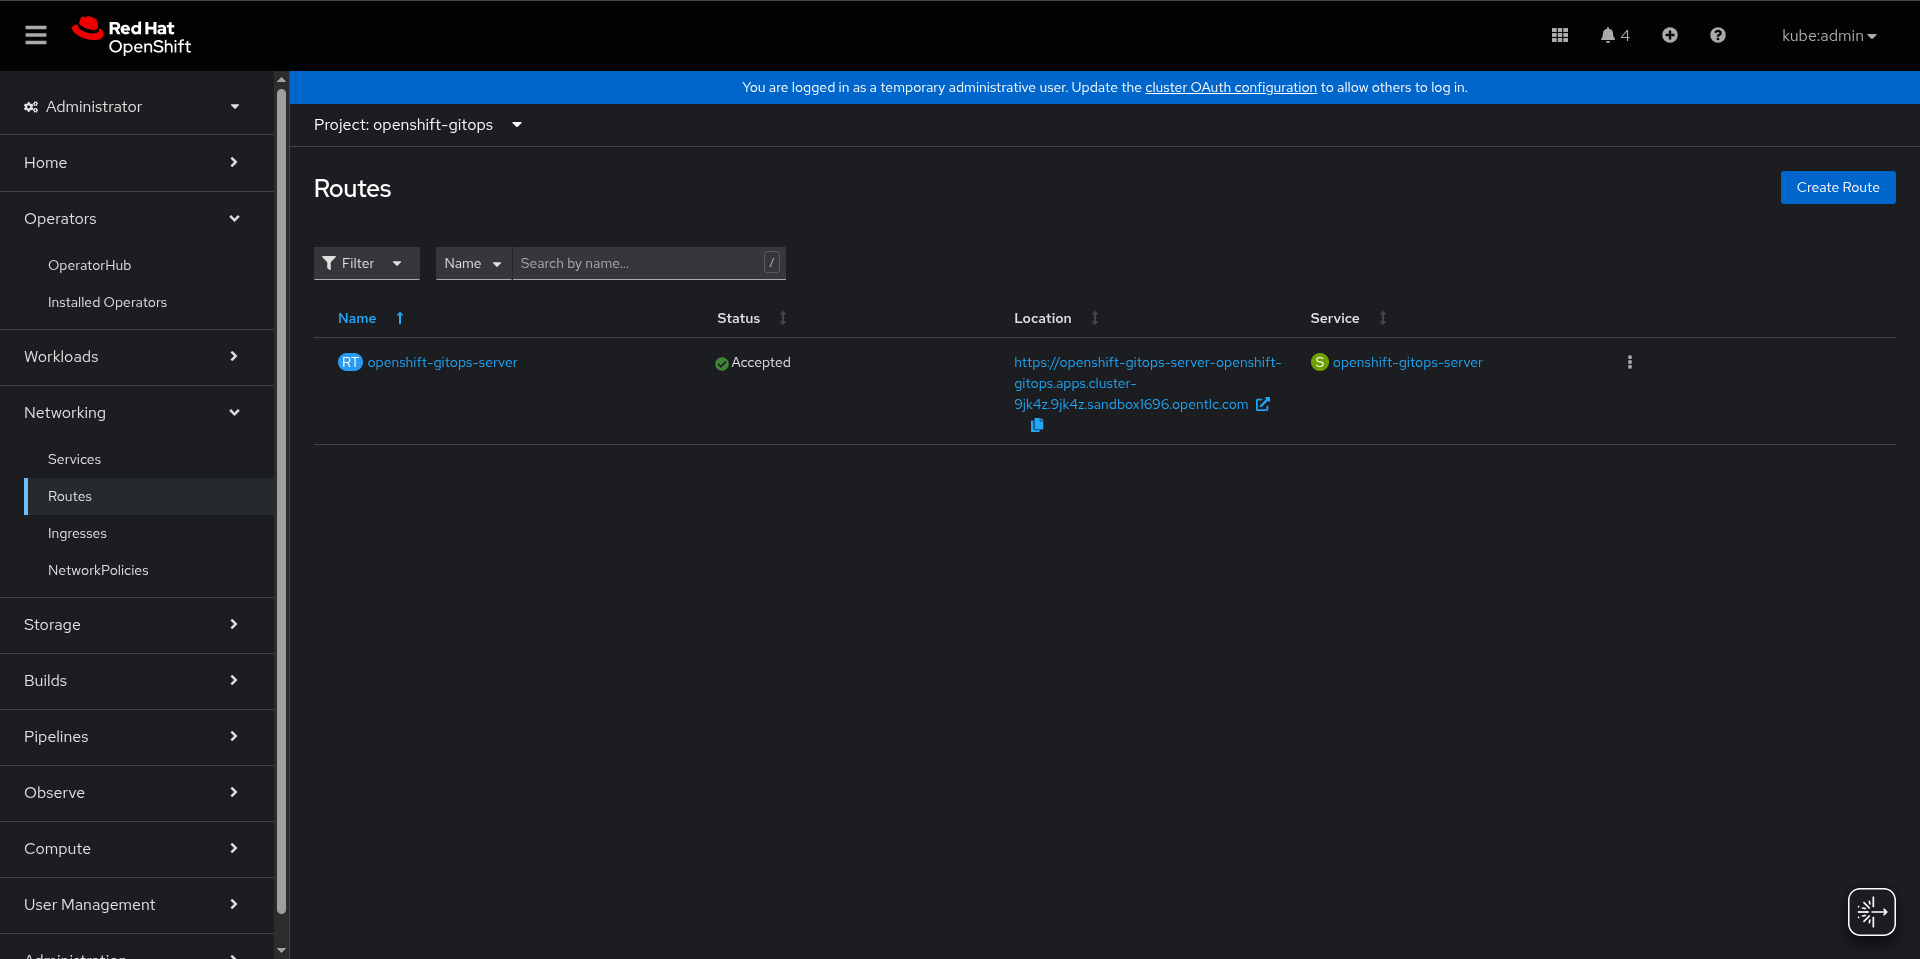 Red Hat
OpenShift
4
kube:admin
You are logged in as a temporary administrative user. Update the cluster OAuth configuration to allow others to log in.
Administrator
Home
Operators
OperatorHub
Installed Operators
Workloads
Networking
Services
Routes
Ingresses
NetworkPolicies
Storage
Builds
Pipelines
Observe
Compute
User Management
Administration
Project: openshift-gitops
Routes
Create Route
Filter
Name
Search by name...
/
Name
Status
Location
Service
RT openshift-gitops-server
Accepted
https://openshift-gitops-server-openshift-
gitops.apps.cluster-
9jk4z.9jk4z.sandbox1696.opentlc.com
S openshift-gitops-server